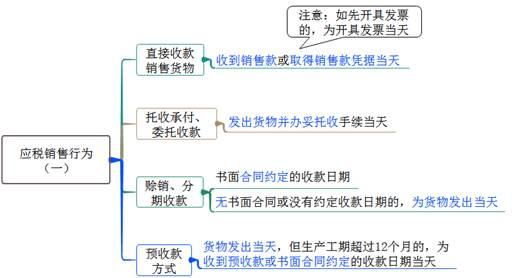 注意：如先开具发票
的，为开具发票当天
直接收款
销售货物
收到销售款或取得销售款凭据当天
托收承付、
委托收款
发出货物并办妥托收手续当天
应税销售行为
（一）
赊销、分
期收款
书面合同约定的收款日期
无书面合同或没有约定收款日期的，为货物发出当天
预收款
方式
货物发出当天，但生产工期超过12个月的，为
收到预收款或书面合同约定的收款日期当天